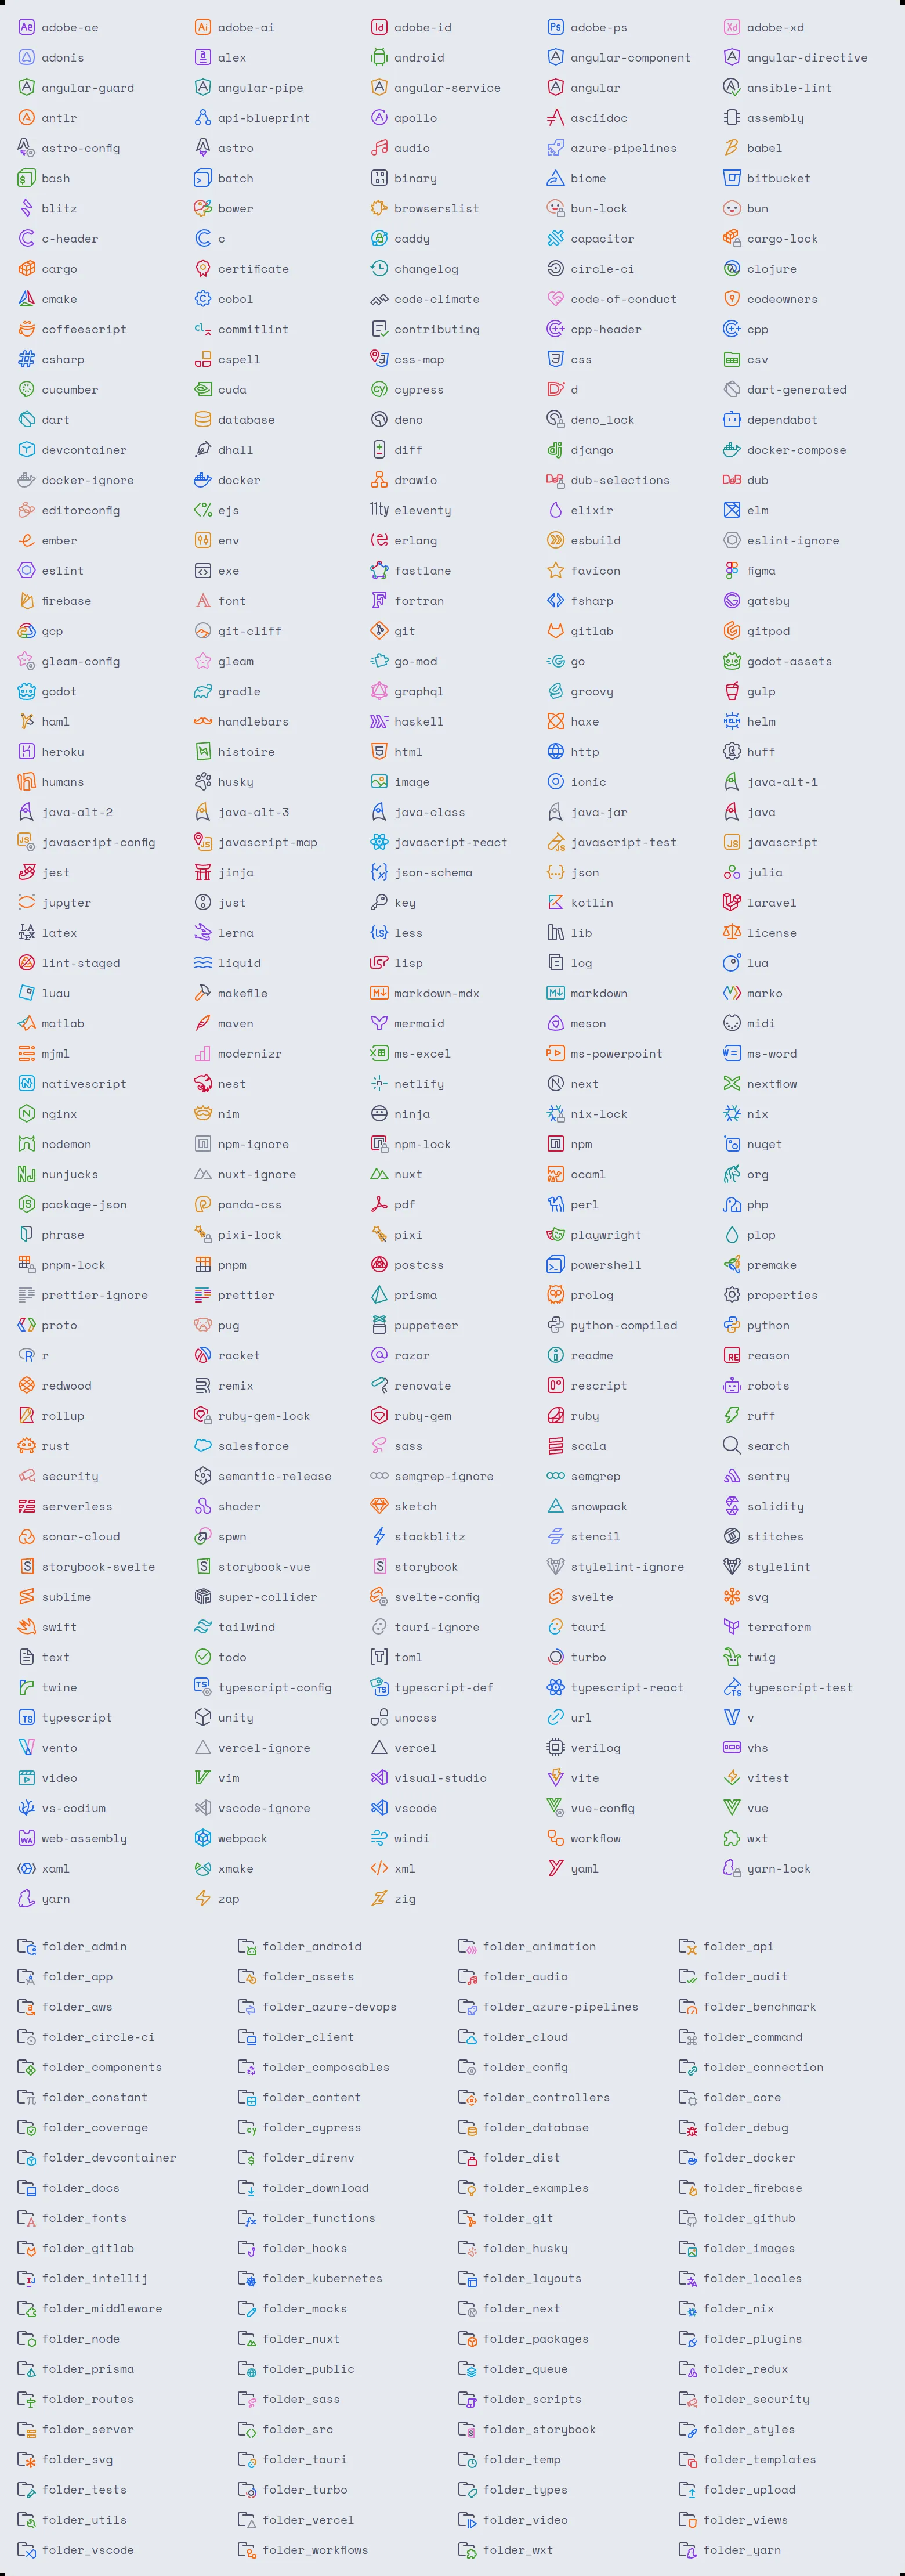 adobe-ae adobe-ai adobe-id adobe-ps adobe-xd
adonis alex android angular-component angular-directive
angular-guard angular-pipe angular-service angular ansible-lint
antlr api-blueprint apollo asciidoc assembly
astro-config astro audio azure-pipelines babel
bash batch binary biome bitbucket
blitz bower browserslist bun-lock bun
c-header c caddy capacitor cargo-lock
cargo certificate changelog circle-ci clojure
cmake cobol code-climate code-of-conduct codeowners
coffeescript commitlint contributing cpp-header cpp
csharp cspell css-map css csv
cucumber cuda cypress d dart-generated
dart database deno deno_lock dependabot
devcontainer dhall diff django docker-compose
docker-ignore docker drawio dub-selections dub
editorconfig ejs eleventy elixir elm
ember env erlang esbuild eslint-ignore
eslint exe fastlane favicon figma
firebase font fortran fsharp gatsby
gcp git-cliff git gitlab gitpod
gleam-config gleam go-mod go godot-assets
godot gradle graphql groovy gulp
haml handlebars haskell haxe helm
heroku histoire html http huff
humans husky image ionic java-alt-1
java-alt-2 java-alt-3 java-class java-jar java
javascript-config javascript-map javascript-react javascript-test javascript
jest jinja json-schema json julia
jupyter just key kotlin laravel
latex lerna less lib license
lint-staged liquid lisp log lua
luau makefile markdown-mdx markdown marko
matlab maven mermaid meson midi
mjml modernizr ms-excel ms-powerpoint ms-word
nativescript nest netlify next nextflow
nginx nim ninja nix-lock nix
nodemon npm-ignore npm-lock npm nuget
nunjucks nuxt-ignore nuxt ocaml org
package-json panda-css pdf perl php
phrase pixi-lock pixi playwright plop
pnpm-lock pnpm postcss powershell premake
prettier-ignore prettier prisma prolog properties
proto pug puppeteer python-compiled python
r racket razor readme reason
redwood remix renovate rescript robots
rollup ruby-gem-lock ruby-gem ruby ruff
rust salesforce sass scala search
security semantic-release semgrep-ignore semgrep sentry
serverless shader sketch snowpack solidity
sonar-cloud spwn stackblitz stencil stitches
storybook-svelte storybook-vue storybook stylelint-ignore stylelint
sublime super-collider svelte-config svelte svg
swift tailwind tauri-ignore tauri terraform
text todo toml turbo twig
twine typescript-config typescript-def typescript-react typescript-test
typescript unity unocss url v
vento vercel-ignore vercel verilog vhs
video vim visual-studio vite vitest
vs-codium vscode-ignore vscode vue-config vue
web-assembly webpack windi workflow wxt
xaml xmake xml yaml yarn-lock
yarn zap zig
folder_admin folder_android folder_animation folder_api
folder_app folder_assets folder_audio folder_audit
folder_aws folder_azure-devops folder_azure-pipelines folder_benchmark
folder_circle-ci folder_client folder_cloud folder_command
folder_components folder_composables folder_config folder_connection
folder_constant folder_content folder_controllers folder_core
folder_coverage folder_cypress folder_database folder_debug
folder_devcontainer folder_direnv folder_dist folder_docker
folder_docs folder_download folder_examples folder_firebase
folder_fonts folder_functions folder_git folder_github
folder_gitlab folder_hooks folder_husky folder_images
folder_intellij folder_kubernetes folder_layouts folder_locales
folder_middleware folder_mocks folder_next folder_nix
folder_node folder_nuxt folder_packages folder_plugins
folder_prisma folder_public folder_queue folder_redux
folder_routes folder_sass folder_scripts folder_security
folder_server folder_src folder_storybook folder_styles
folder_svg folder_tauri folder_temp folder_templates
folder_tests folder_turbo folder_types folder_upload
folder_utils folder_vercel folder_video folder_views
folder_vscode folder_workflows folder_wxt folder_yarn